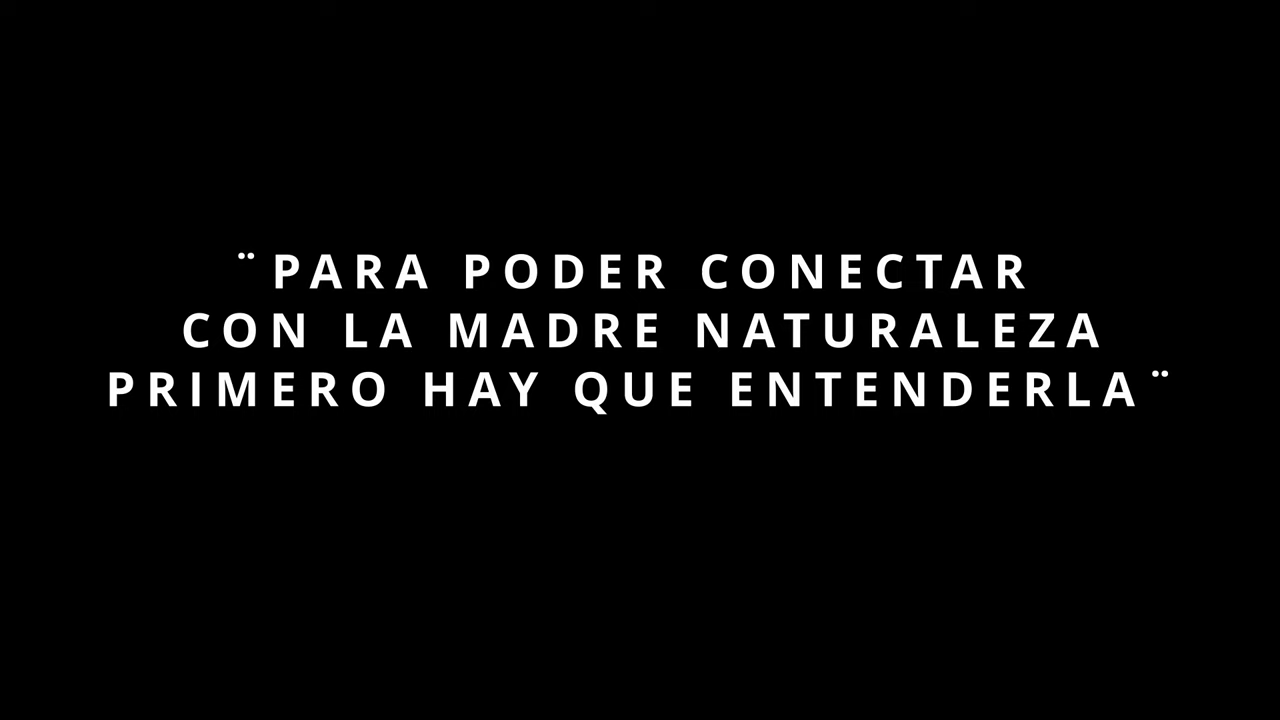 ¨PARA PODER CONECTAR
CON LA MADRE NATURALEZA
PRIMERO HAY QUE ENTENDERLA¨